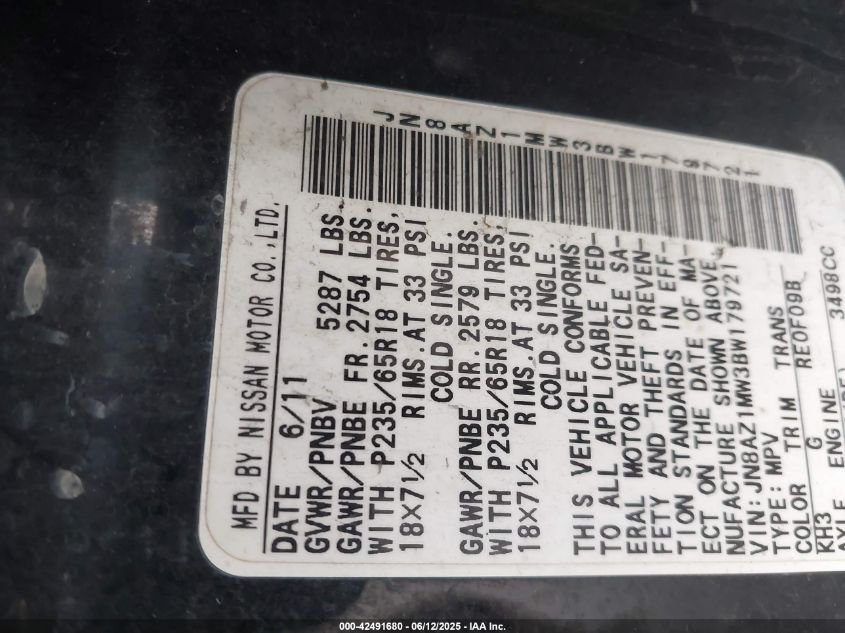 JN8AZ1MW3BW179721
MFD BY NISSAN MOTOR CO.,LTD.
DATE 6/11
GVWR/PNBV 5287 LBS.
GAWR/PNBE FR.2754 LBS.
WITH P235/65R18 TIRES,
18X7½ RIMS.AT 33 PSI
COLD SINGLE.
GAWR/PNBE RR.2579 LBS.
WITH P235/65R18 TIRES,
18X7½ RIMS.AT 33 PSI
COLD SINGLE.
THIS VEHICLE CONFORMS
TO ALL APPLICABLE FED-
ERAL MOTOR VEHICLE SA-
FETY AND THEFT PREVEN-
TION STANDARDS IN EFF-
ECT ON THE DATE OF MA-
NUFACTURE SHOWN ABOVE.
VIN:JN8AZ1MW3BW179721
TYPE:MPV
COLOR TRIM TRANS
KH3 G RE0F09B
AXLE ENGINE 3498CC
000-42491680 - 06/12/2025 - IAA Inc.